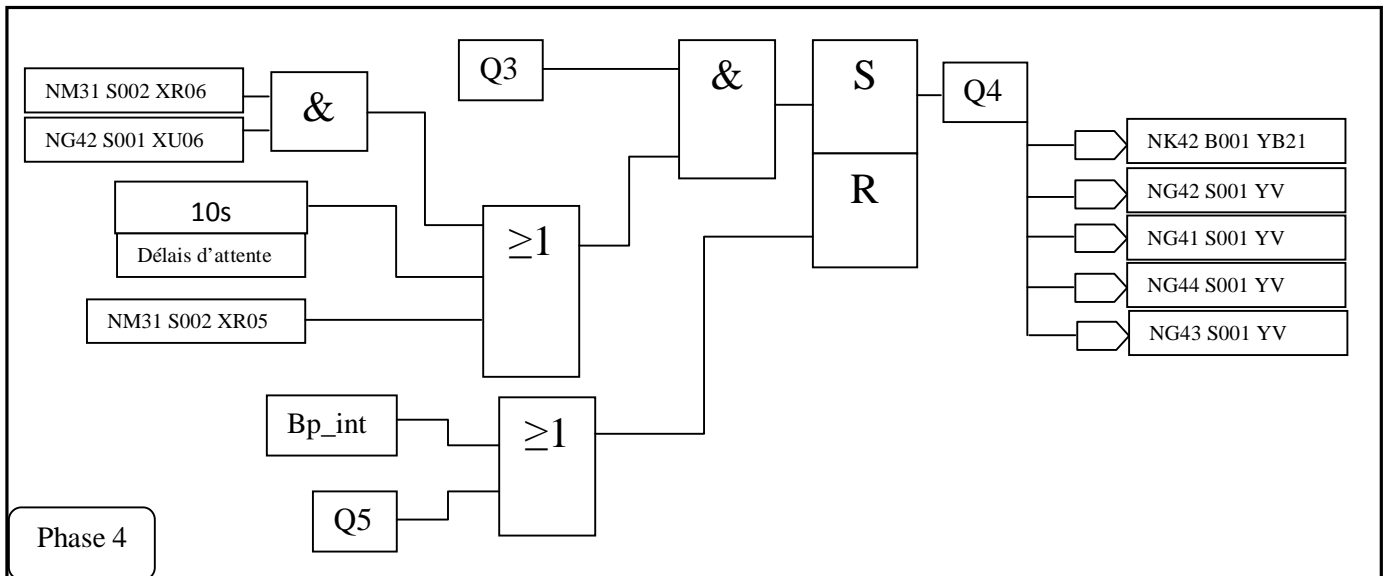 NM31 S002 XR06
NG42 S001 XU06
&
Q3
&
S
R
Q4
NK42 B001 YB21
NG42 S001 YV
NG41 S001 YV
NG44 S001 YV
NG43 S001 YV
10s
Délais d'attente
≥1
NM31 S002 XR05
Bp_int
≥1
Q5
Phase 4